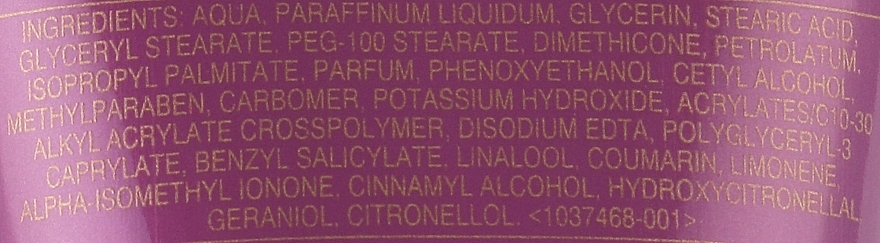 INGREDIENTS: AQUA, PARAFFINUM LIQUIDUM, GLYCERIN, STEARIC ACID,
GLYCERYL STEARATE, PEG-100 STEARATE, DIMETHICONE, PETROLATUM,
ISOPROPYL PALMITATE, PARFUM, PHENOXYETHANOL, CETYL ALCOHOL,
METHYLPARABEN, CARBOMER, POTASSIUM HYDROXIDE, ACRYLATES/C10-30
ALKYL ACRYLATE CROSSPOLYMER, DISODIUM EDTA, POLYGLYCERYL-3
CAPRYLATE, BENZYL SALICYLATE, LINALOOL, COUMARIN, LIMONENE,
ALPHA-ISOMETHYL IONONE, CINNAMYL ALCOHOL, HYDROXYCITRONELLAL,
GERANIOL, CITRONELLOL. <1037468-001>